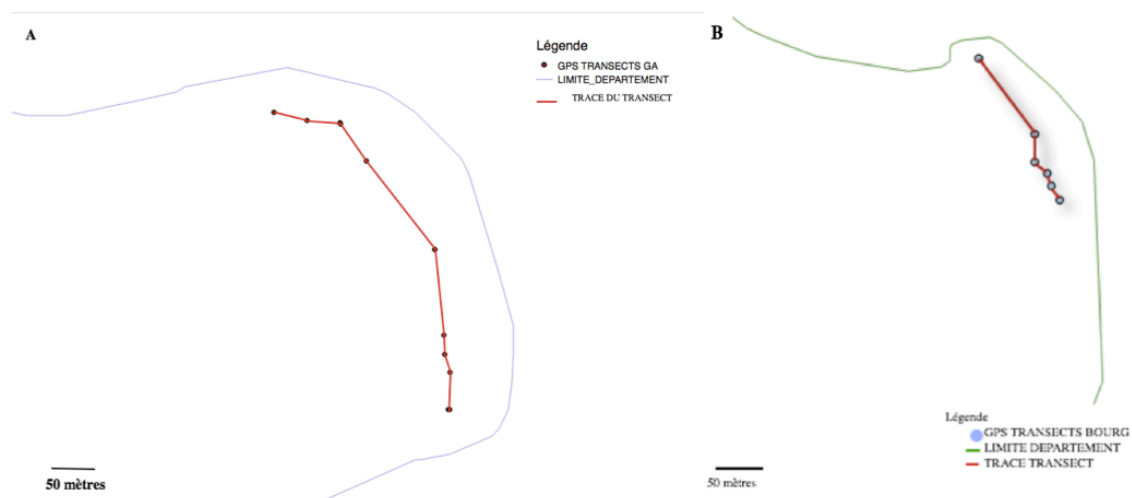 A
Légende
GPS TRANSECTS GA
LIMITE_DEPARTEMENT
TRACE DU TRANSECT
50 mètres
B
Légende
GPS TRANSECTS BOURG
LIMITE DEPARTEMENT
TRACE TRANSECT
50 mètres